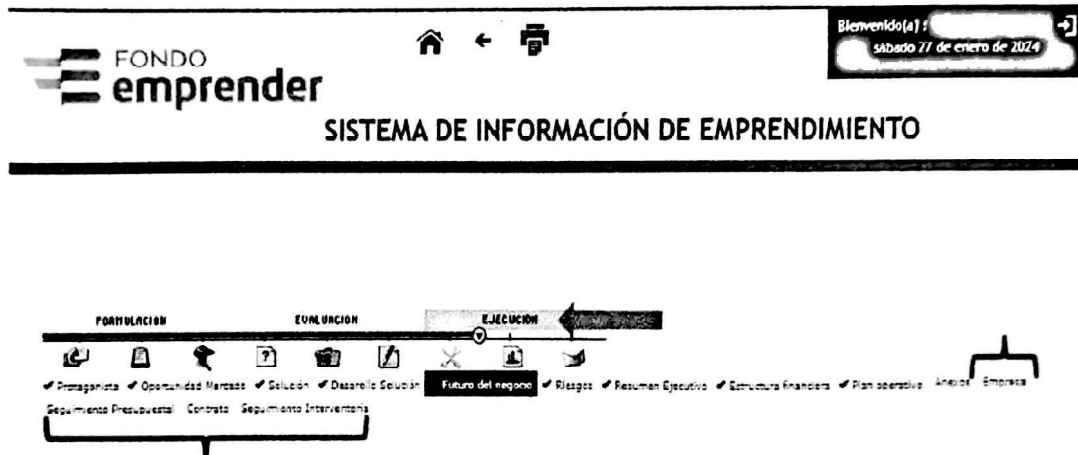 FONDO
emprender
Bienvenido(a) :
sábado 27 de enero de 2024
SISTEMA DE INFORMACIÓN DE EMPRENDIMIENTO
FORMULACION EVALUACION EJECUCION
✔ Protagonista ✔ Oportunidad Mercado ✔ Solución ✔ Desarrollo Solución Futuro del negocio ✔ Riesgos ✔ Resumen Ejecutivo ✔ Estructura financiera ✔ Plan operativo Anexos Empresa
Seguimiento Presupuestal Contrato Seguimiento Interventoria